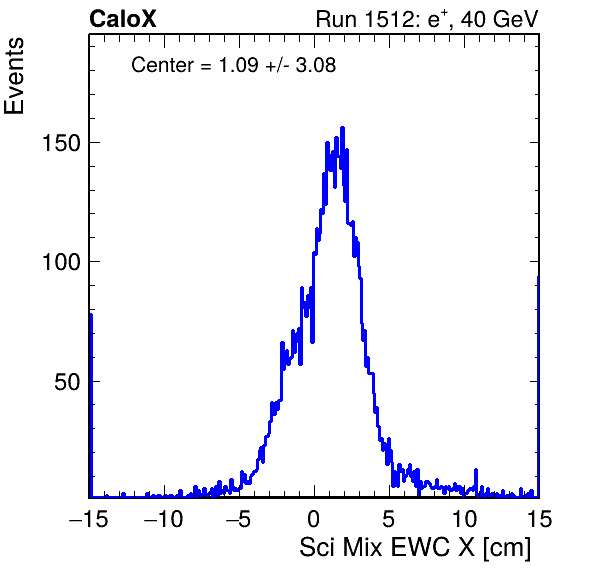 CaloX
Run 1512: e⁺, 40 GeV
Center = 1.09 +/- 3.08
Events
150
100
50
−15 −10 −5 0 5 10 15
Sci Mix EWC X [cm]